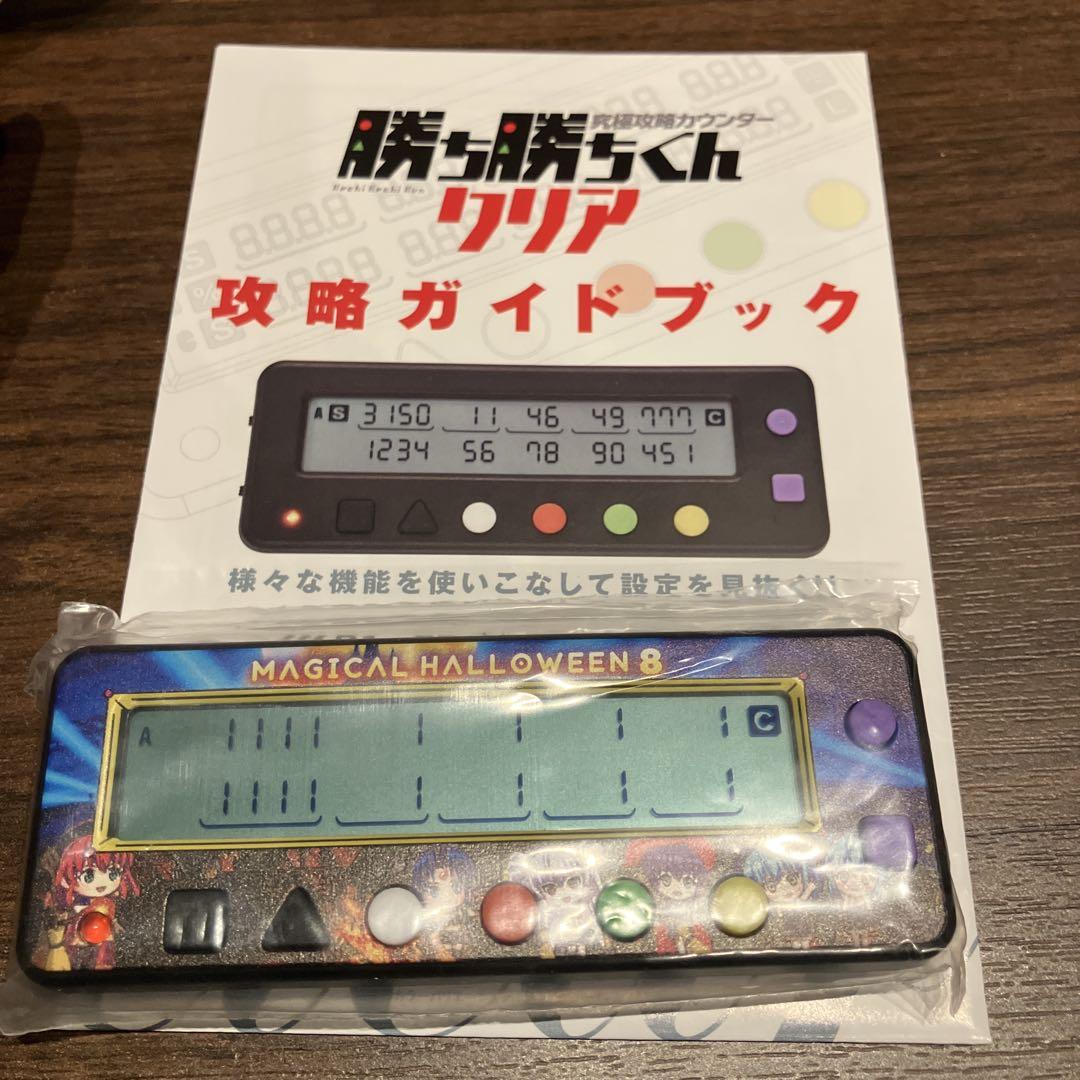 究極攻略カウンター
勝ち勝ちくん
Kachi Kachi Kun
クリア
攻略ガイドブック
A S 3150 11 46 49 777 C
1234 56 78 90 451
様々な機能を使いこなして設定を見抜く
MAGICAL HALLOWEEN 8
A 1111 1 1 1 1 C
1111 1 1 1 1